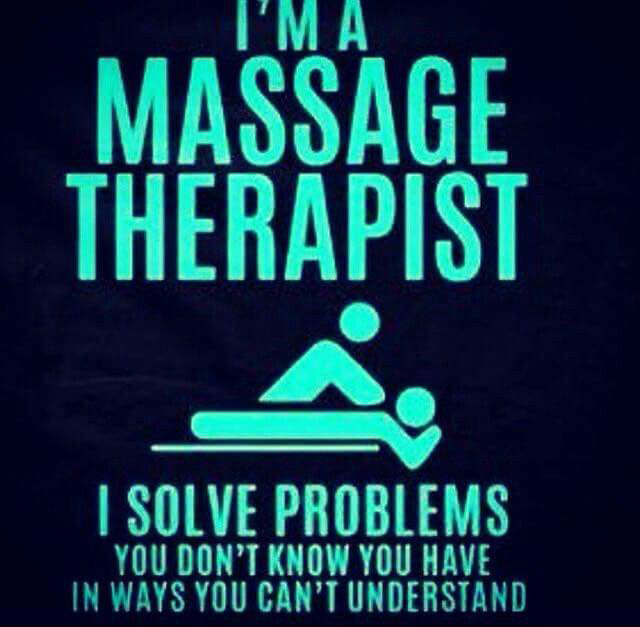 I'M A
MASSAGE
THERAPIST
I SOLVE PROBLEMS
YOU DON'T KNOW YOU HAVE
IN WAYS YOU CAN'T UNDERSTAND